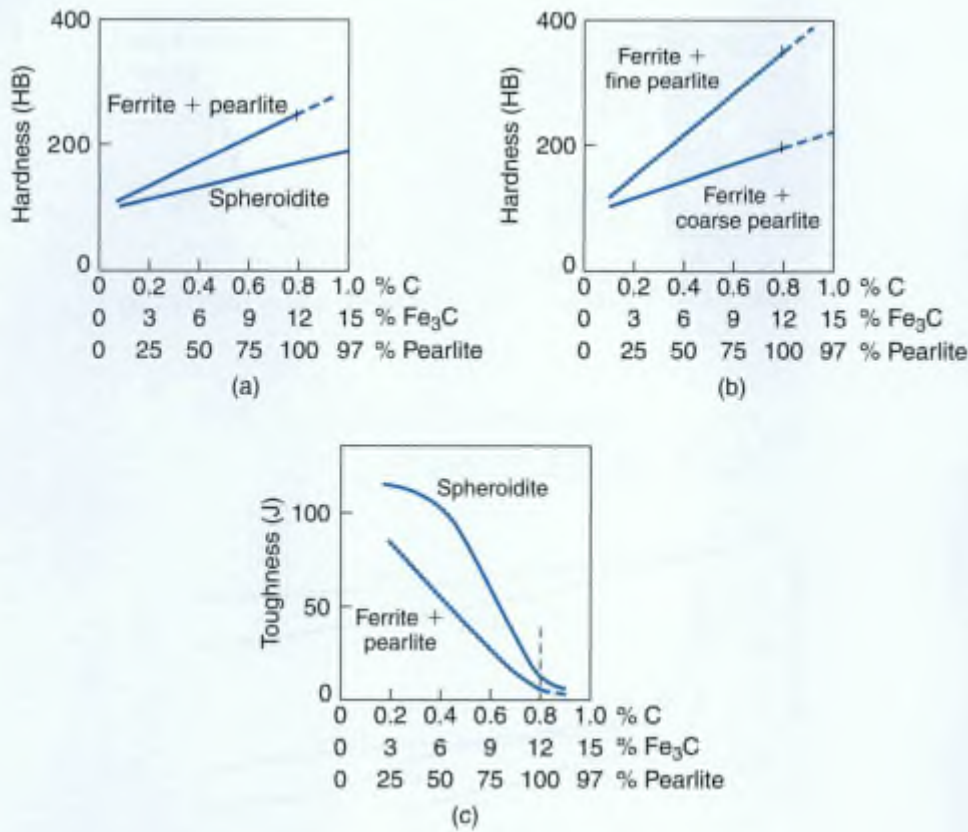 400
200
0
Hardness (HB)
Ferrite + pearlite
Spheroidite
0 0.2 0.4 0.6 0.8 1.0 % C
0 3 6 9 12 15 % Fe₃C
0 25 50 75 100 97 % Pearlite
(a)
400
200
0
Hardness (HB)
Ferrite +
fine pearlite
Ferrite +
coarse pearlite
0.2 0.4 0.6 0.8 1.0 % C
0 3 6 9 12 15 % Fe₃C
0 25 50 75 100 97 % Pearlite
(b)
100
50
0
Toughness (J)
Spheroidite
Ferrite +
pearlite
0 0.2 0.4 0.6 0.8 1.0 % C
0 3 6 9 12 15 % Fe₃C
0 25 50 75 100 97 % Pearlite
(c)